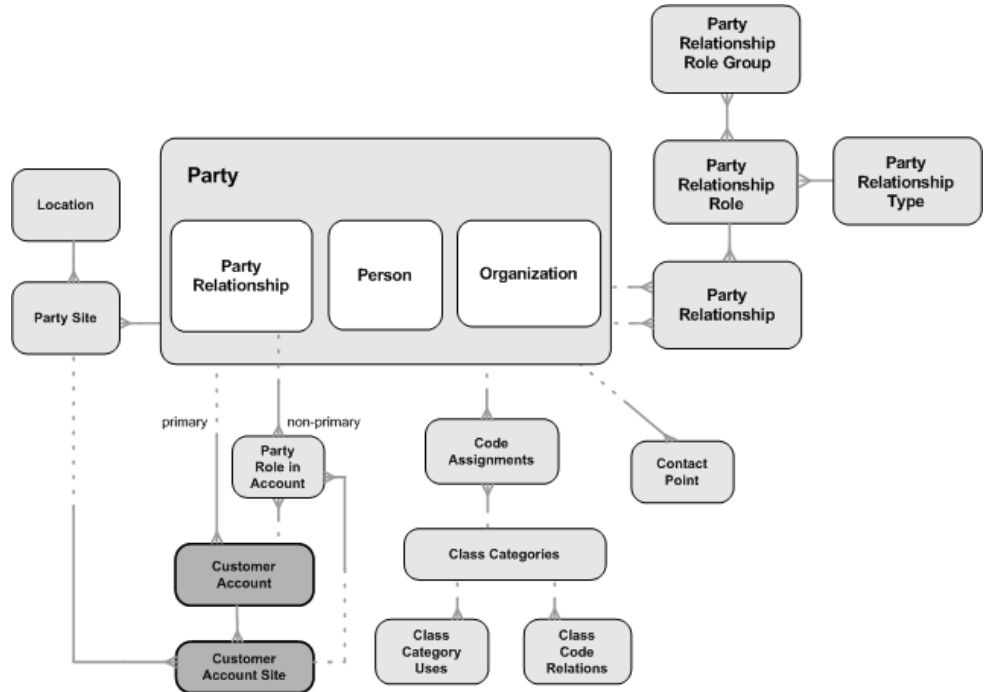 Party
Relationship
Role Group
Party
Relationship
Role
Party
Relationship
Type
Party
Location
Party
Relationship
Person
Organization
Party
Relationship
Party Site
primary
non-primary
Party
Role in
Account
Code
Assignments
Contact
Point
Customer
Account
Class Categories
Customer
Account Site
Class
Category
Uses
Class
Code
Relations